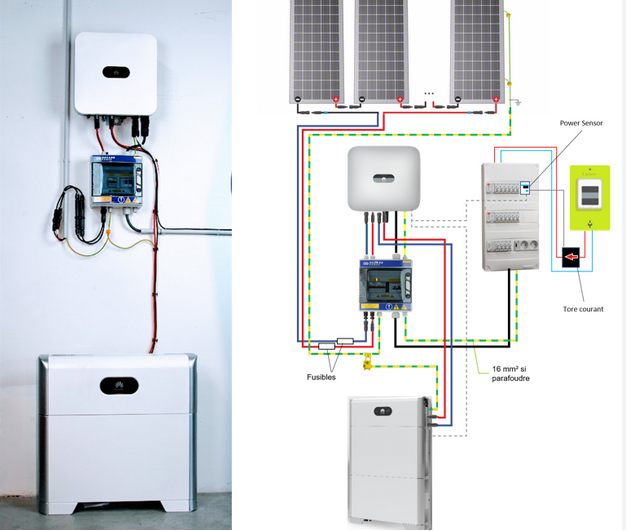 Power Sensor
Tore courant
Fusibles
16 mm² si
parafoudre